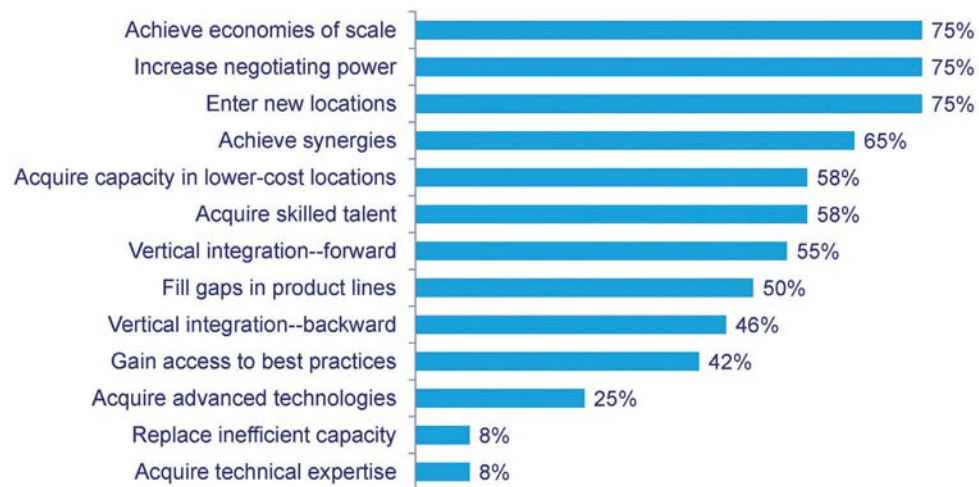 Achieve economies of scale 75%
Increase negotiating power 75%
Enter new locations 75%
Achieve synergies 65%
Acquire capacity in lower-cost locations 58%
Acquire skilled talent 58%
Vertical integration--forward 55%
Fill gaps in product lines 50%
Vertical integration--backward 46%
Gain access to best practices 42%
Acquire advanced technologies 25%
Replace inefficient capacity 8%
Acquire technical expertise 8%